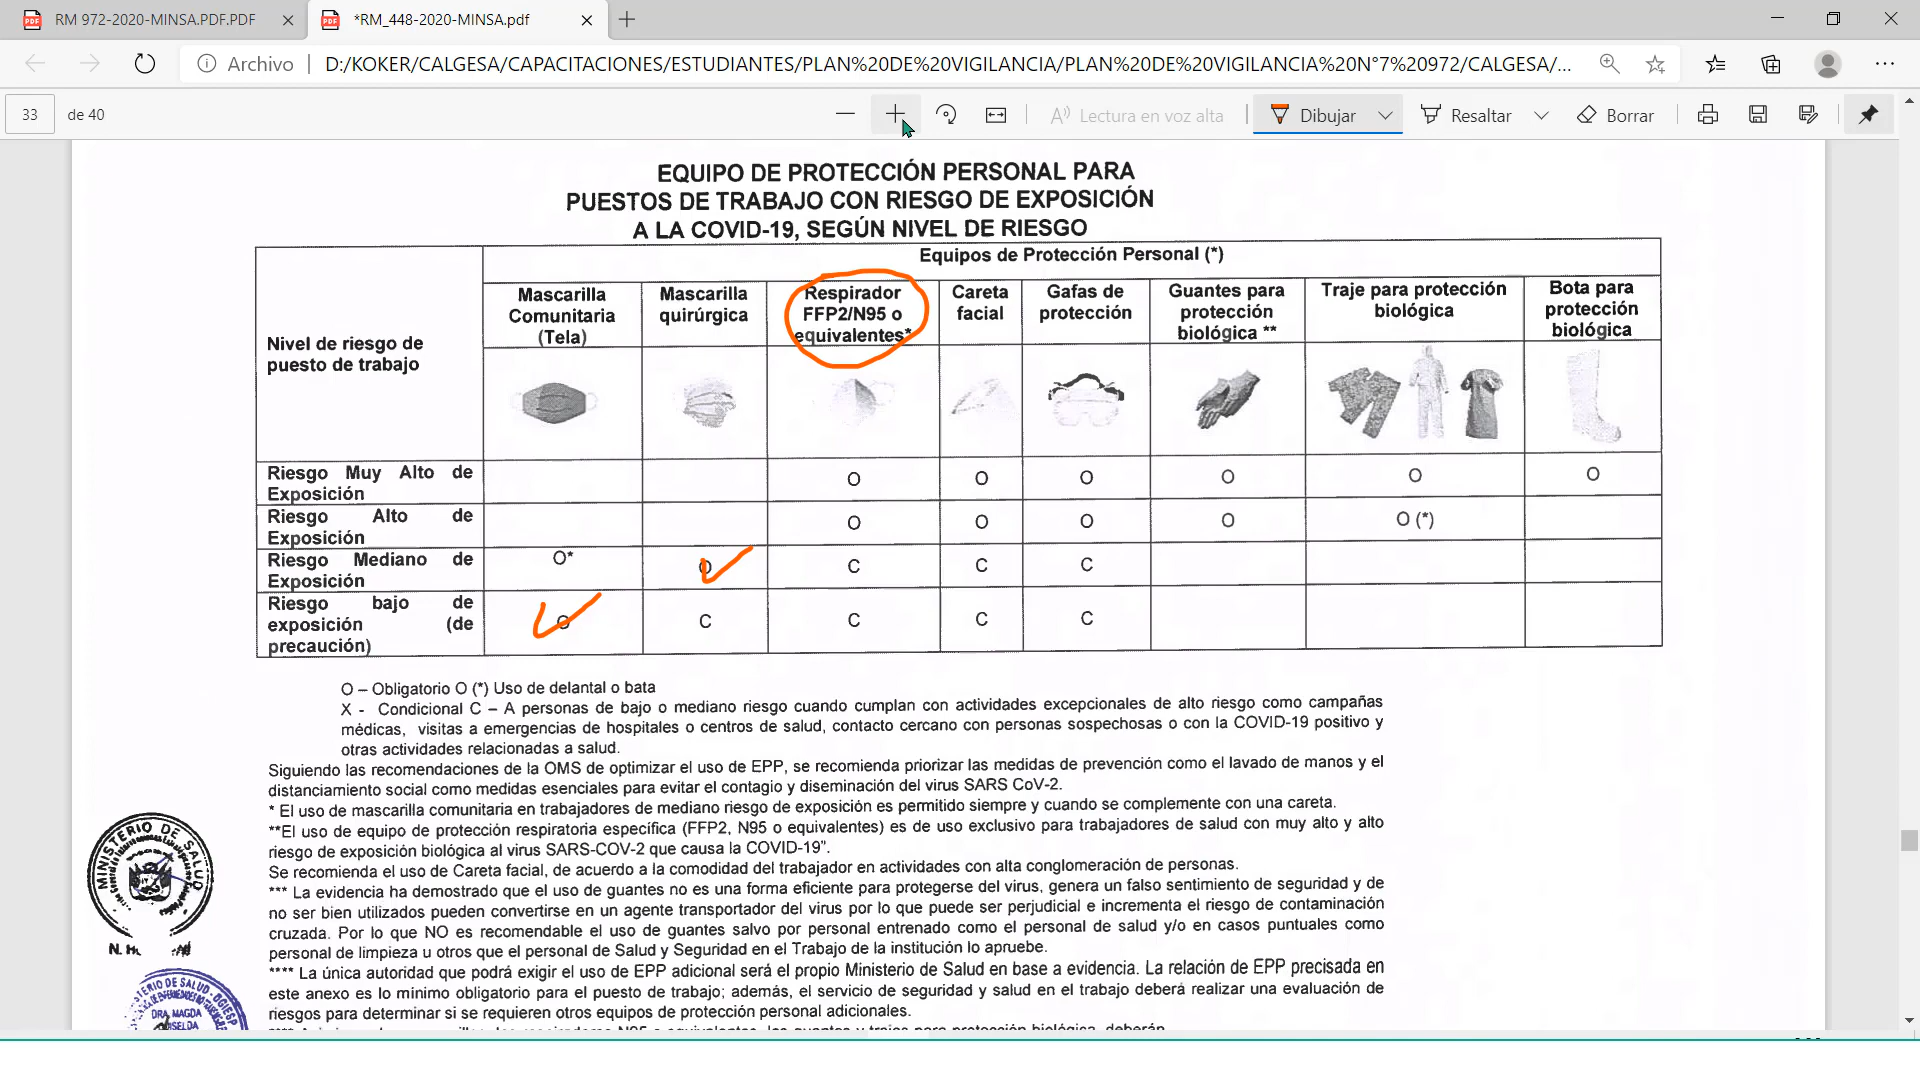 RM 972-2020-MINSA.PDF.PDF
*RM_448-2020-MINSA.pdf
Archivo
D:/KOKER/CALGESA/CAPACITACIONES/ESTUDIANTES/PLAN%20DE%20VIGILANCIA/PLAN%20DE%20VIGILANCIA%20N°7%20972/CALGESA/...
33 de 40
Lectura en voz alta
Dibujar
Resaltar
Borrar
EQUIPO DE PROTECCIÓN PERSONAL PARA
PUESTOS DE TRABAJO CON RIESGO DE EXPOSICIÓN
A LA COVID-19, SEGÚN NIVEL DE RIESGO
Nivel de riesgo de
puesto de trabajo
Equipos de Protección Personal (*)
Mascarilla
Comunitaria
(Tela)
Mascarilla
quirúrgica
Respirador
FFP2/N95 o
equivalentes*
Careta
facial
Gafas de
protección
Guantes para
protección
biológica **
Traje para protección
biológica
Bota para
protección
biológica
Riesgo Muy Alto de
Exposición
O O O O O O
Riesgo Alto de
Exposición
O O O O O (*)
Riesgo Mediano de
Exposición
O* O C C C
Riesgo bajo de
exposición (de
precaución)
O C C C C
O – Obligatorio O (*) Uso de delantal o bata
X - Condicional C – A personas de bajo o mediano riesgo cuando cumplan con actividades excepcionales de alto riesgo como campañas
médicas, visitas a emergencias de hospitales o centros de salud, contacto cercano con personas sospechosas o con la COVID-19 positivo y
otras actividades relacionadas a salud.
Siguiendo las recomendaciones de la OMS de optimizar el uso de EPP, se recomienda priorizar las medidas de prevención como el lavado de manos y el
distanciamiento social como medidas esenciales para evitar el contagio y diseminación del virus SARS CoV-2.
* El uso de mascarilla comunitaria en trabajadores de mediano riesgo de exposición es permitido siempre y cuando se complemente con una careta.
**El uso de equipo de protección respiratoria específica (FFP2, N95 o equivalentes) es de uso exclusivo para trabajadores de salud con muy alto y alto
riesgo de exposición biológica al virus SARS-COV-2 que causa la COVID-19".
Se recomienda el uso de Careta facial, de acuerdo a la comodidad del trabajador en actividades con alta conglomeración de personas.
*** La evidencia ha demostrado que el uso de guantes no es una forma eficiente para protegerse del virus, genera un falso sentimiento de seguridad y de
no ser bien utilizados pueden convertirse en un agente transportador del virus por lo que puede ser perjudicial e incrementa el riesgo de contaminación
cruzada. Por lo que NO es recomendable el uso de guantes salvo por personal entrenado como el personal de salud y/o en casos puntuales como
personal de limpieza u otros que el personal de Salud y Seguridad en el Trabajo de la institución lo apruebe.
**** La única autoridad que podrá exigir el uso de EPP adicional será el propio Ministerio de Salud en base a evidencia. La relación de EPP precisada en
este anexo es lo mínimo obligatorio para el puesto de trabajo; además, el servicio de seguridad y salud en el trabajo deberá realizar una evaluación de
riesgos para determinar si se requieren otros equipos de protección personal adicionales.
MINISTERIO DE SALUD
DRA. MAGDA